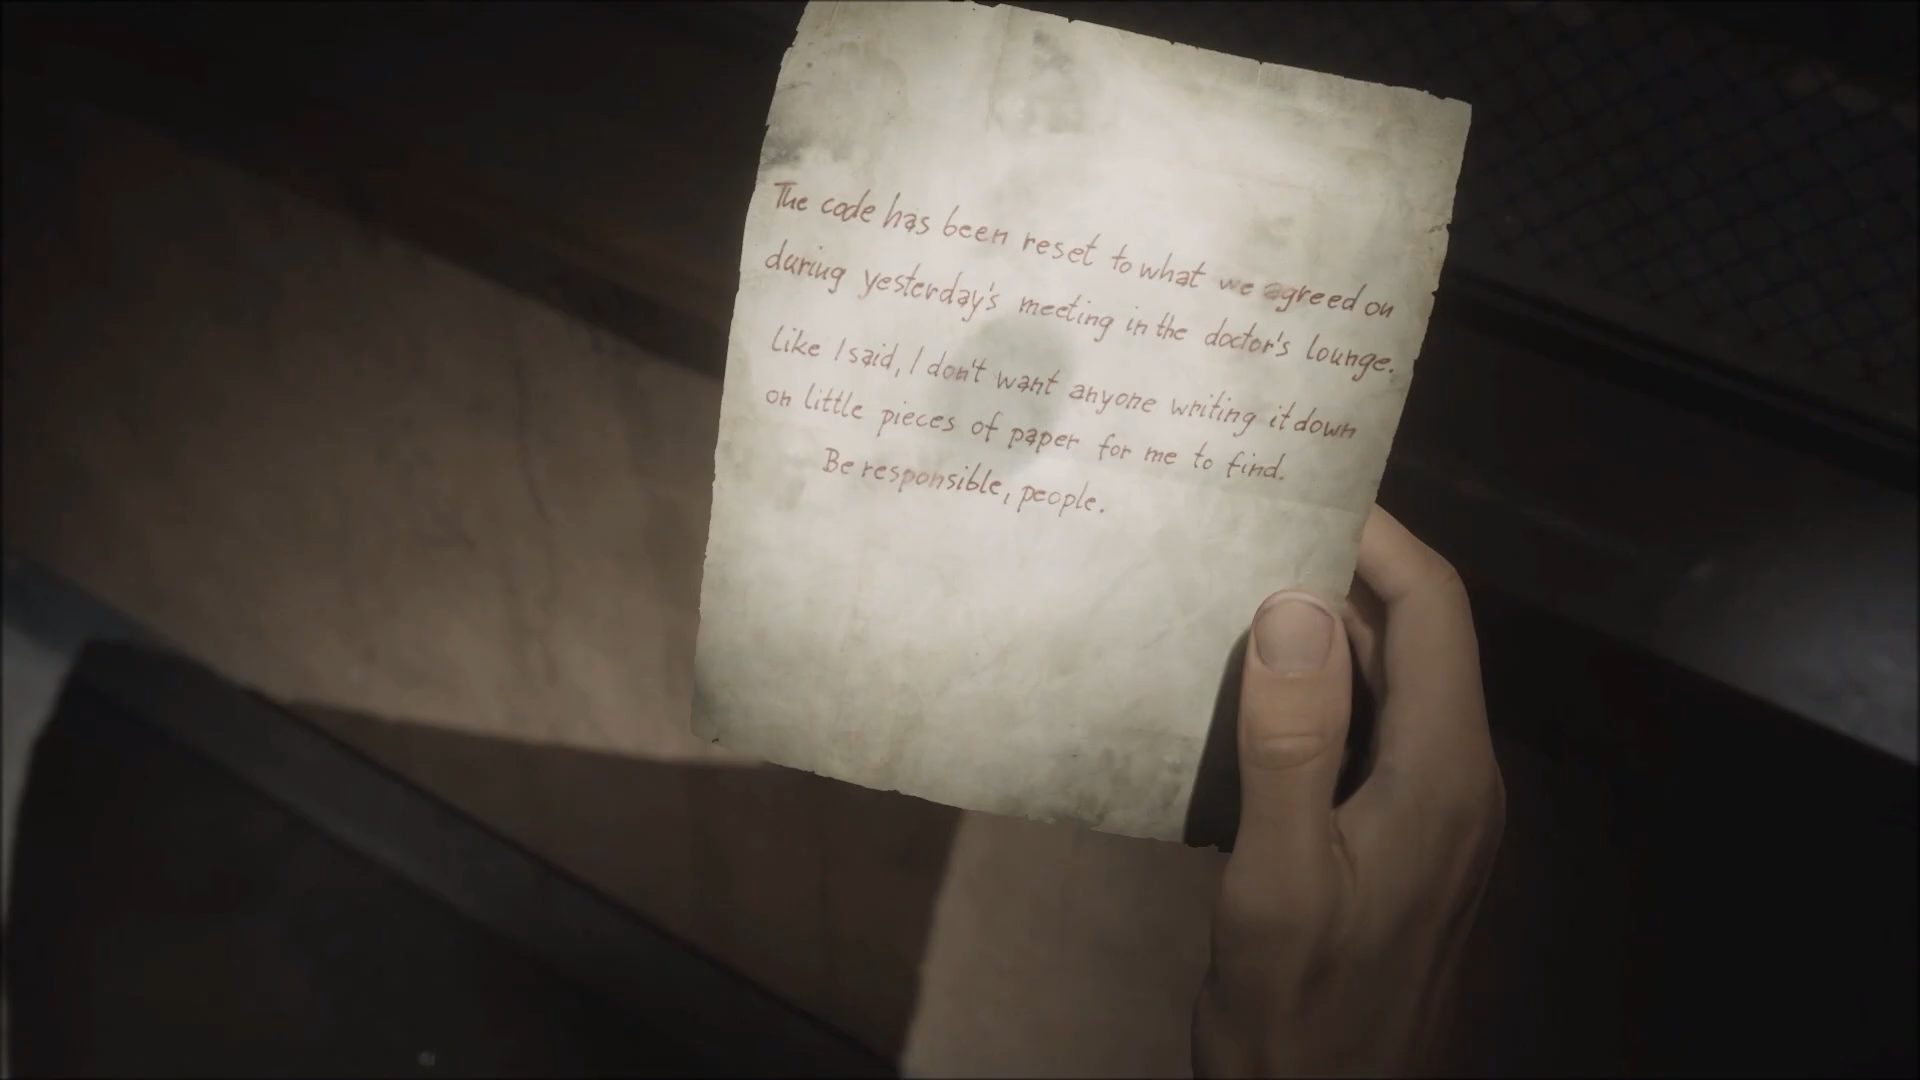 The code has been reset to what we agreed on
during yesterday's meeting in the doctor's lounge.
Like I said, I don't want anyone writing it down
on little pieces of paper for me to find.
Be responsible, people.